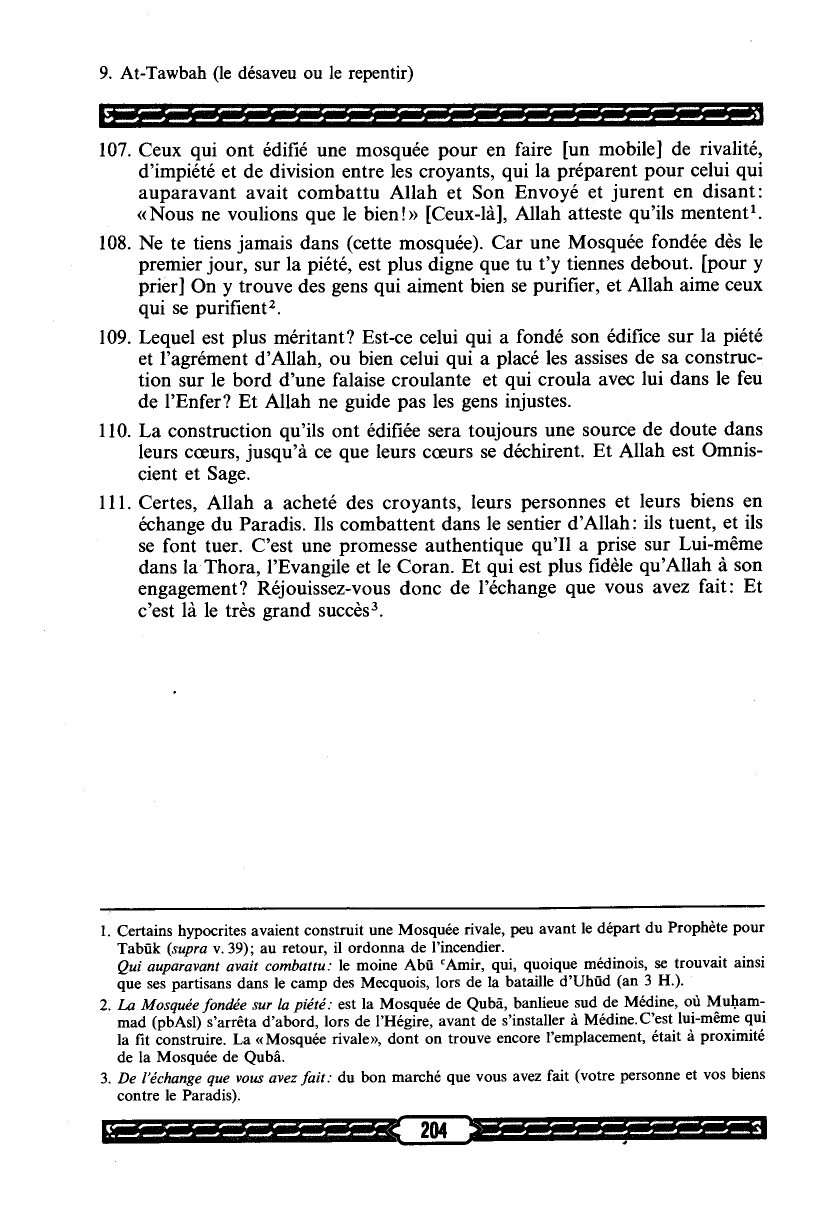 9. At-Tawbah (le désaveu ou le repentir)
107. Ceux qui ont édifié une mosquée pour en faire [un mobile] de rivalité,
d’impiété et de division entre les croyants, qui la préparent pour celui qui
auparavant avait combattu Allah et Son Envoyé et jurent en disant:
«Nous ne voulions que le bien!» [Ceux-là], Allah atteste qu’ils mentent¹.
108. Ne te tiens jamais dans (cette mosquée). Car une Mosquée fondée dès le
premier jour, sur la piété, est plus digne que tu t’y tiennes debout. [pour y
prier] On y trouve des gens qui aiment bien se purifier, et Allah aime ceux
qui se purifient².
109. Lequel est plus méritant? Est-ce celui qui a fondé son édifice sur la piété
et l’agrément d’Allah, ou bien celui qui a placé les assises de sa construc-
tion sur le bord d’une falaise croulante et qui croula avec lui dans le feu
de l’Enfer? Et Allah ne guide pas les gens injustes.
110. La construction qu’ils ont édifiée sera toujours une source de doute dans
leurs cœurs, jusqu’à ce que leurs cœurs se déchirent. Et Allah est Omnis-
cient et Sage.
111. Certes, Allah a acheté des croyants, leurs personnes et leurs biens en
échange du Paradis. Ils combattent dans le sentier d’Allah: ils tuent, et ils
se font tuer. C’est une promesse authentique qu’Il a prise sur Lui-même
dans la Thora, l’Evangile et le Coran. Et qui est plus fidèle qu’Allah à son
engagement? Réjouissez-vous donc de l’échange que vous avez fait: Et
c’est là le très grand succès³.
1. Certains hypocrites avaient construit une Mosquée rivale, peu avant le départ du Prophète pour
Tabūk (supra v. 39); au retour, il ordonna de l’incendier.
Qui auparavant avait combattu: le moine Abū ʿAmir, qui, quoique médinois, se trouvait ainsi
que ses partisans dans le camp des Mecquois, lors de la bataille d’Uhūd (an 3 H.).
2. La Mosquée fondée sur la piété: est la Mosquée de Qubā, banlieue sud de Médine, où Muḥam-
mad (pbAsl) s’arrêta d’abord, lors de l’Hégire, avant de s’installer à Médine.C’est lui-même qui
la fit construire. La «Mosquée rivale», dont on trouve encore l’emplacement, était à proximité
de la Mosquée de Qubâ.
3. De l’échange que vous avez fait: du bon marché que vous avez fait (votre personne et vos biens
contre le Paradis).
204